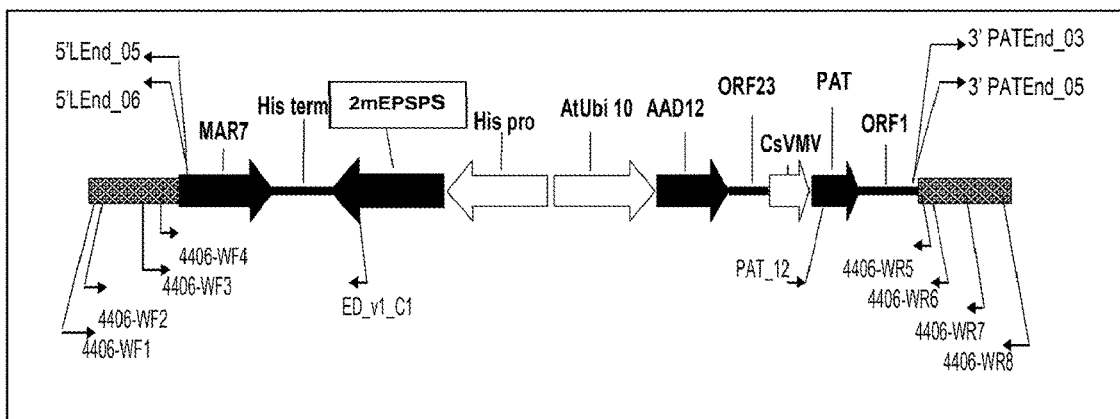 5'LEnd_05
5'LEnd_06
MAR7
His term
2mEPSPS
His pro
AtUbi 10
AAD12
ORF23
CsVMV
PAT
ORF1
3' PATEnd_03
3' PATEnd_05
4406-WF4
4406-WF3
4406-WF2
4406-WF1
ED_v1_C1
PAT_12
4406-WR5
4406-WR6
4406-WR7
4406-WR8